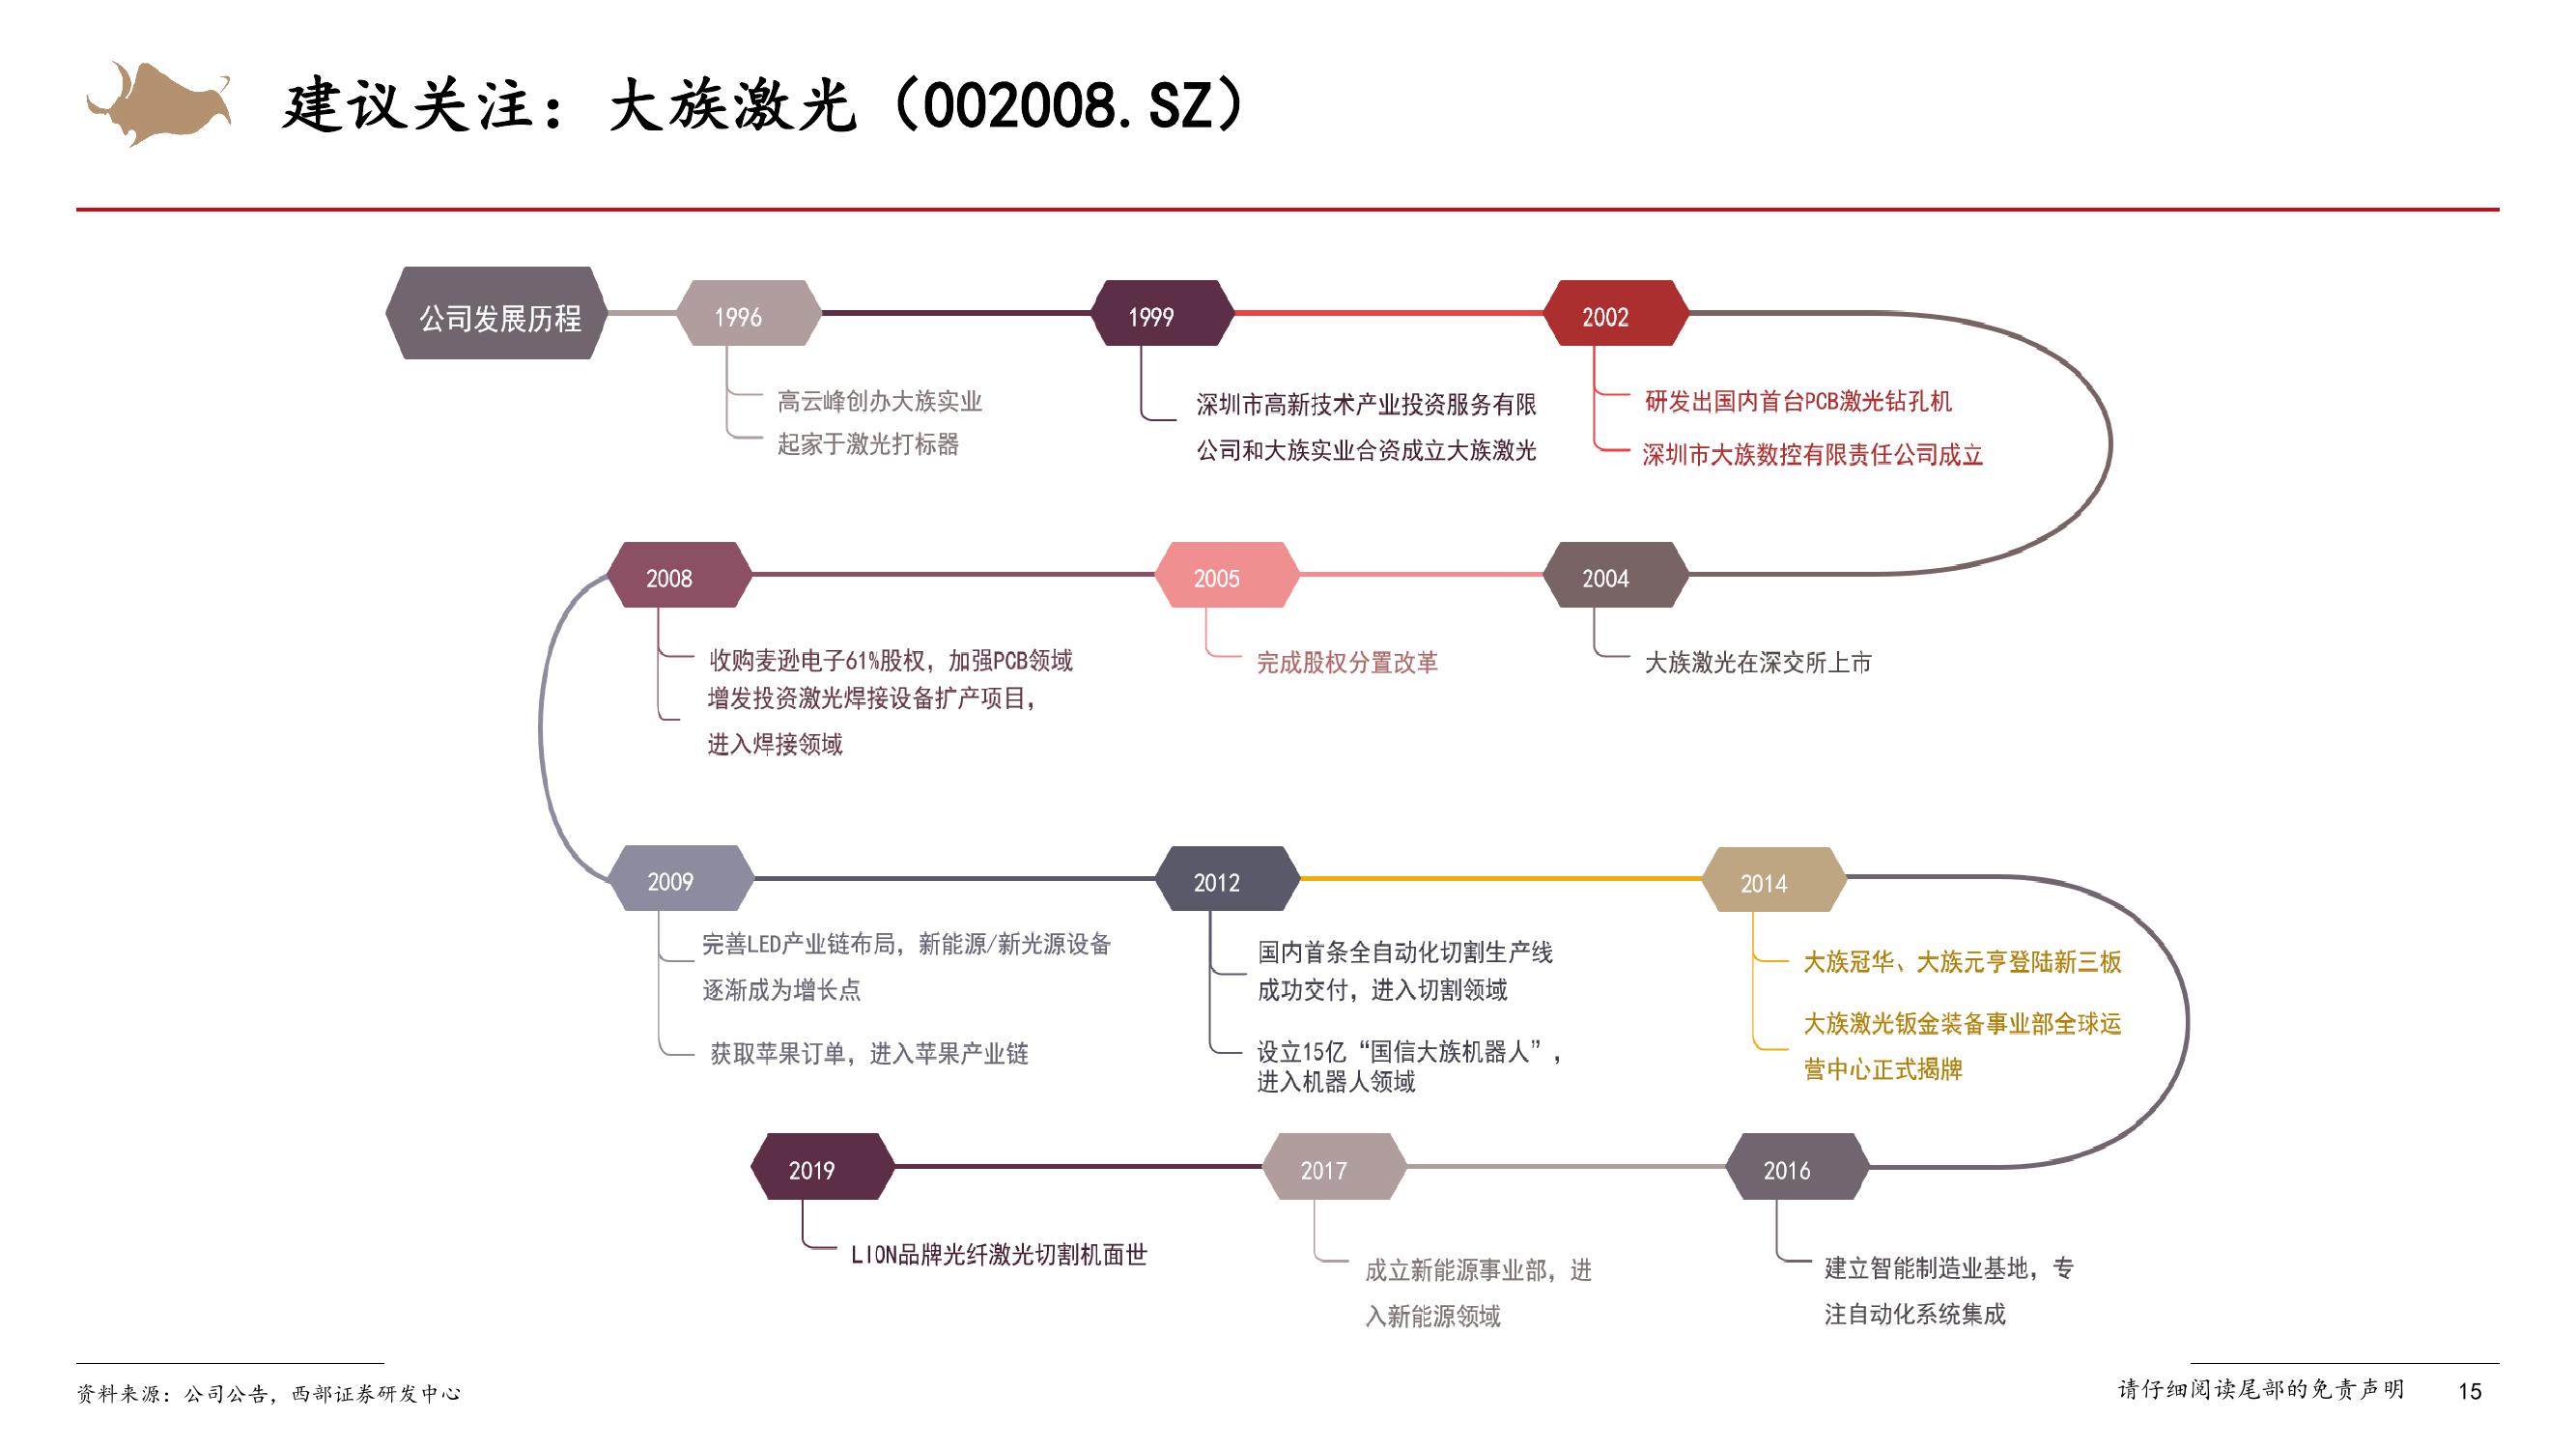 建议关注：大族激光（002008.SZ）
公司发展历程
1996
高云峰创办大族实业
起家于激光打标器
1999
深圳市高新技术产业投资服务有限
公司和大族实业合资成立大族激光
2002
研发出国内首台PCB激光钻孔机
深圳市大族数控有限责任公司成立
2004
大族激光在深交所上市
2005
完成股权分置改革
2008
收购麦逊电子61%股权，加强PCB领域
增发投资激光焊接设备扩产项目，
进入焊接领域
2009
完善LED产业链布局，新能源/新光源设备
逐渐成为增长点
获取苹果订单，进入苹果产业链
2012
国内首条全自动化切割生产线
成功交付，进入切割领域
设立15亿“国信大族机器人”，
进入机器人领域
2014
大族冠华、大族元亨登陆新三板
大族激光钣金装备事业部全球运
营中心正式揭牌
2016
建立智能制造业基地，专
注自动化系统集成
2017
成立新能源事业部，进
入新能源领域
2019
LION品牌光纤激光切割机面世
资料来源：公司公告，西部证券研发中心
请仔细阅读尾部的免责声明
15